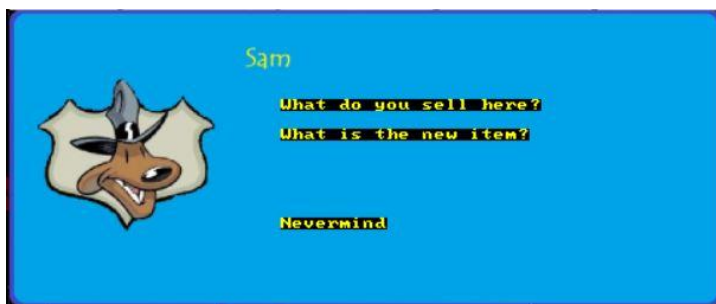 Sam
What do you sell here?
What is the new item?
Nevermind